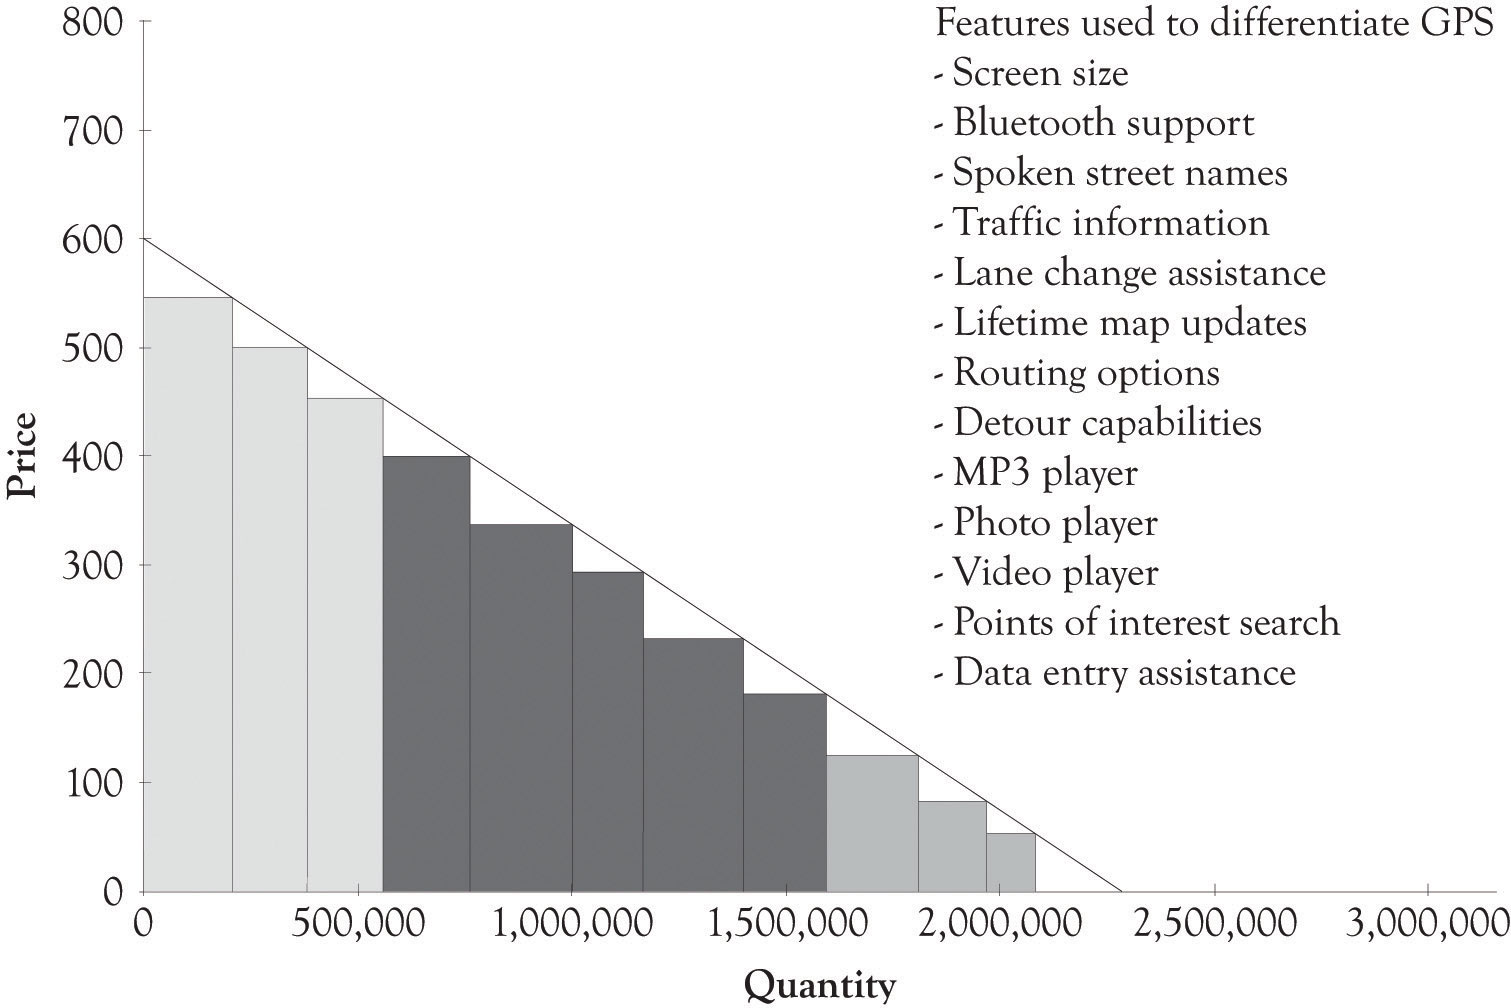 800
700
600
500
400
300
200
100
0
Price
0 500,000 1,000,000 1,500,000 2,000,000 2,500,000 3,000,000
Quantity
Features used to differentiate GPS
- Screen size
- Bluetooth support
- Spoken street names
- Traffic information
- Lane change assistance
- Lifetime map updates
- Routing options
- Detour capabilities
- MP3 player
- Photo player
- Video player
- Points of interest search
- Data entry assistance